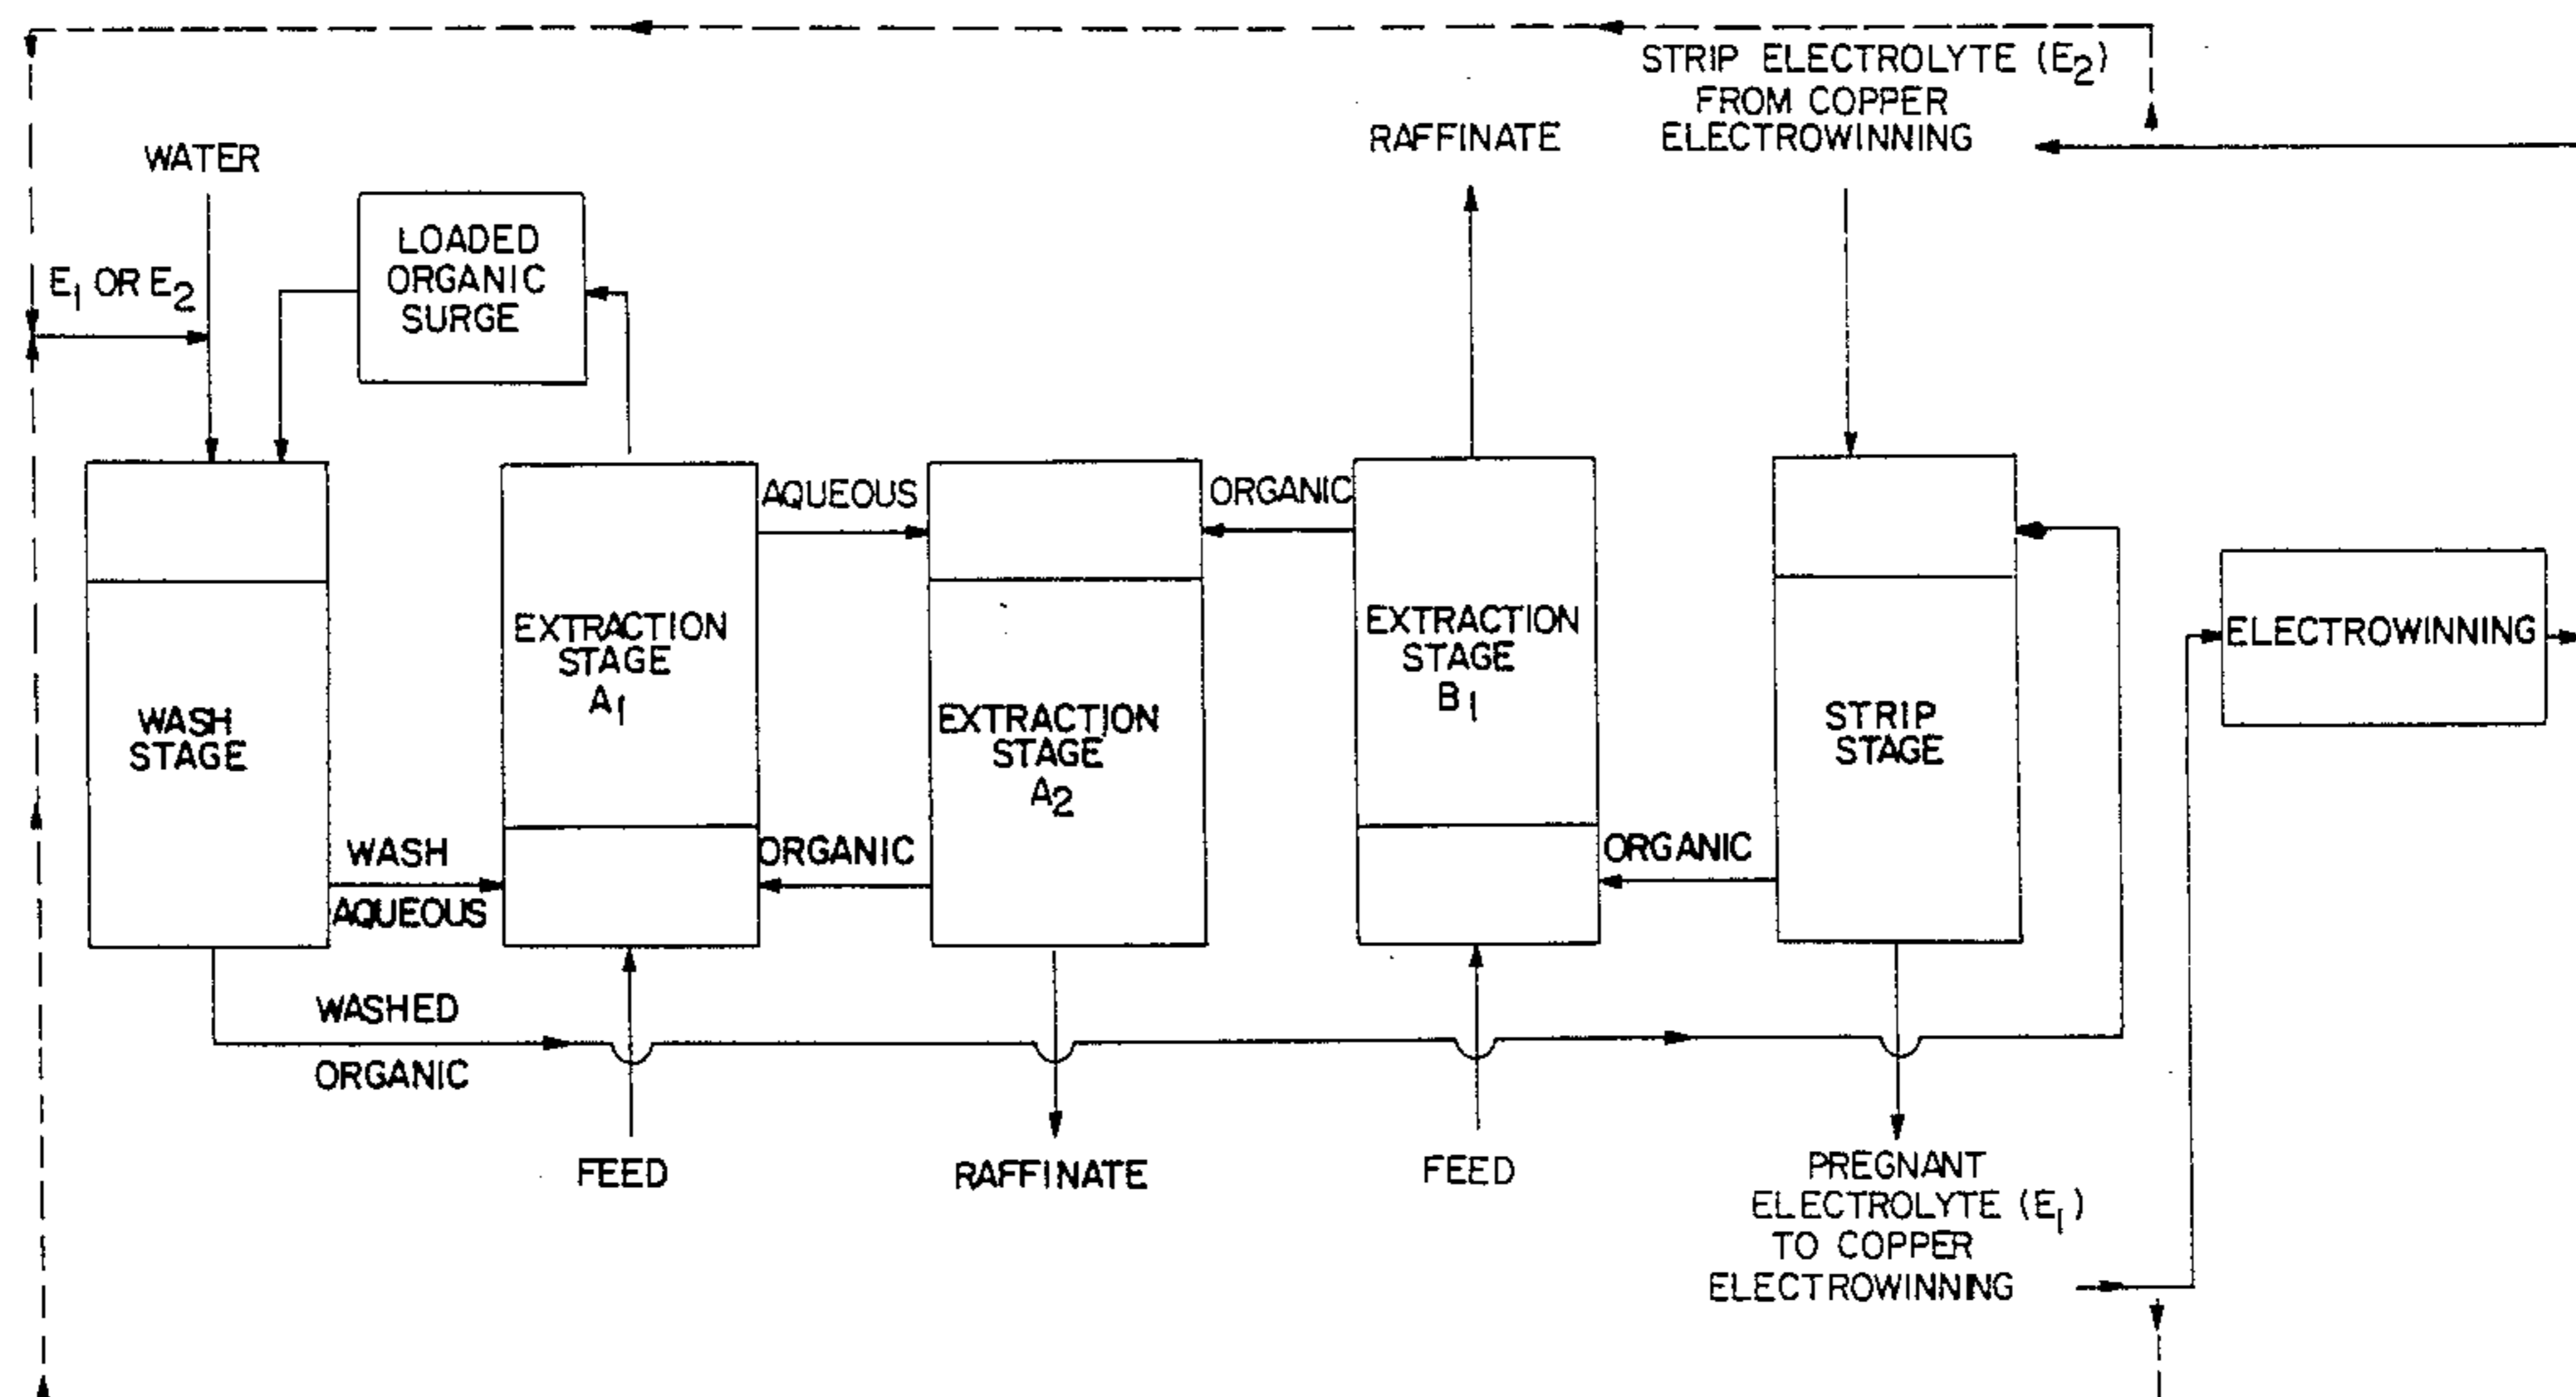 STRIP ELECTROLYTE (E2)
FROM COPPER
ELECTROWINNING
RAFFINATE
WATER
LOADED
ORGANIC
SURGE
E1 OR E2
AQUEOUS
ORGANIC
EXTRACTION
STAGE
A1
EXTRACTION
STAGE
B1
ELECTROWINNING
WASH
STAGE
EXTRACTION
STAGE
A2
STRIP
STAGE
WASH
AQUEOUS
ORGANIC
ORGANIC
WASHED
ORGANIC
FEED
RAFFINATE
FEED
PREGNANT
ELECTROLYTE (E1)
TO COPPER
ELECTROWINNING